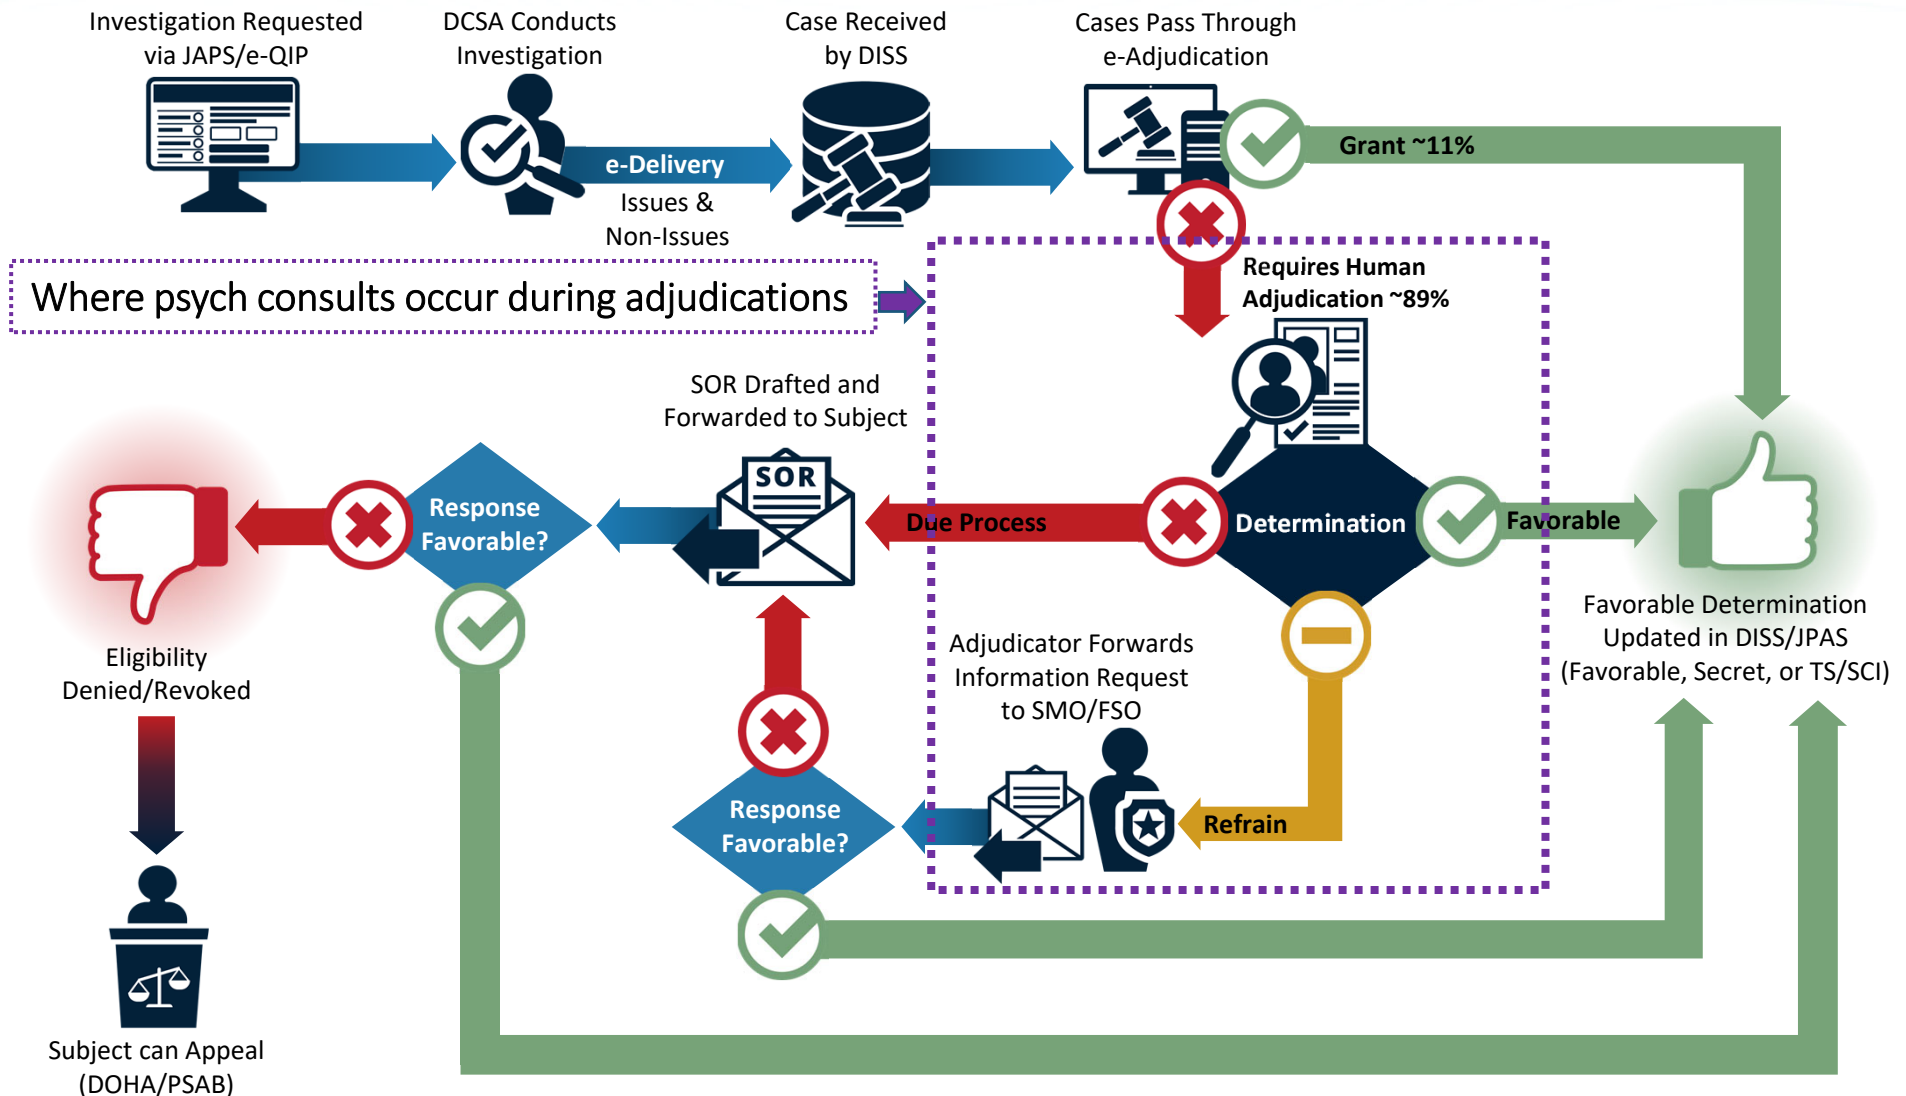 Investigation Requested
via JAPS/e-QIP
DCSA Conducts
Investigation
Case Received
by DISS
Cases Pass Through
e-Adjudication
e-Delivery
Issues &
Non-Issues
Grant ~11%
Where psych consults occur during adjudications
Requires Human
Adjudication ~89%
SOR Drafted and
Forwarded to Subject
SOR
Response
Favorable?
Due Process
Determination
Favorable
Favorable Determination
Updated in DISS/JPAS
(Favorable, Secret, or TS/SCI)
Eligibility
Denied/Revoked
Adjudicator Forwards
Information Request
to SMO/FSO
Response
Favorable?
Refrain
Subject can Appeal
(DOHA/PSAB)